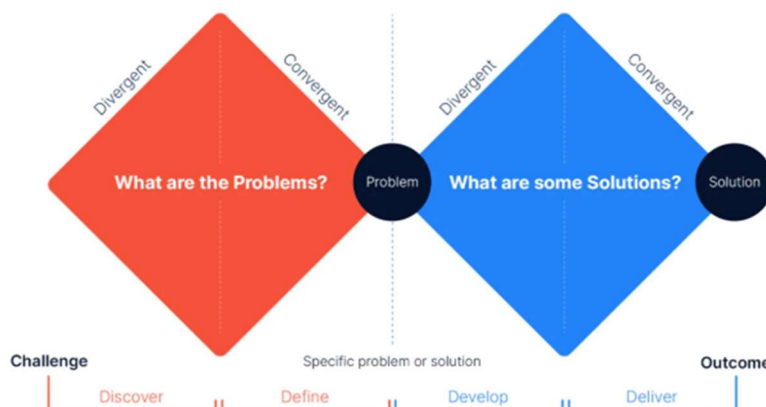 Divergent
Convergent
Divergent
Convergent
What are the Problems?
Problem
What are some Solutions?
Solution
Challenge
Specific problem or solution
Outcome
Discover
Define
Develop
Deliver